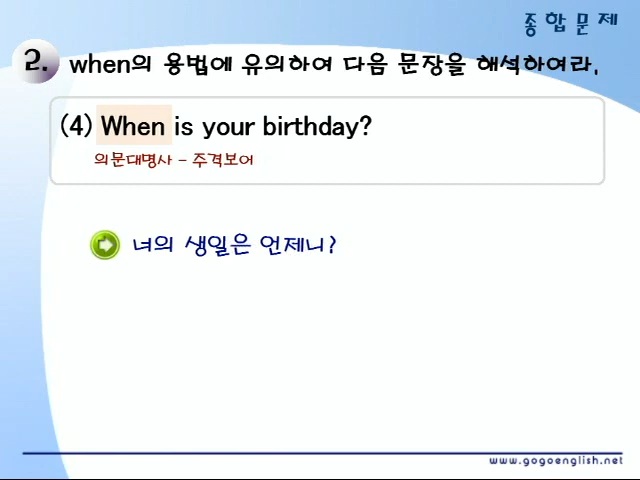 종합문제
2. when의 용법에 유의하여 다음 문장을 해석하여라.
(4) When is your birthday?
의문대명사 - 주격보어
너의 생일은 언제니?
www.gogoenglish.net